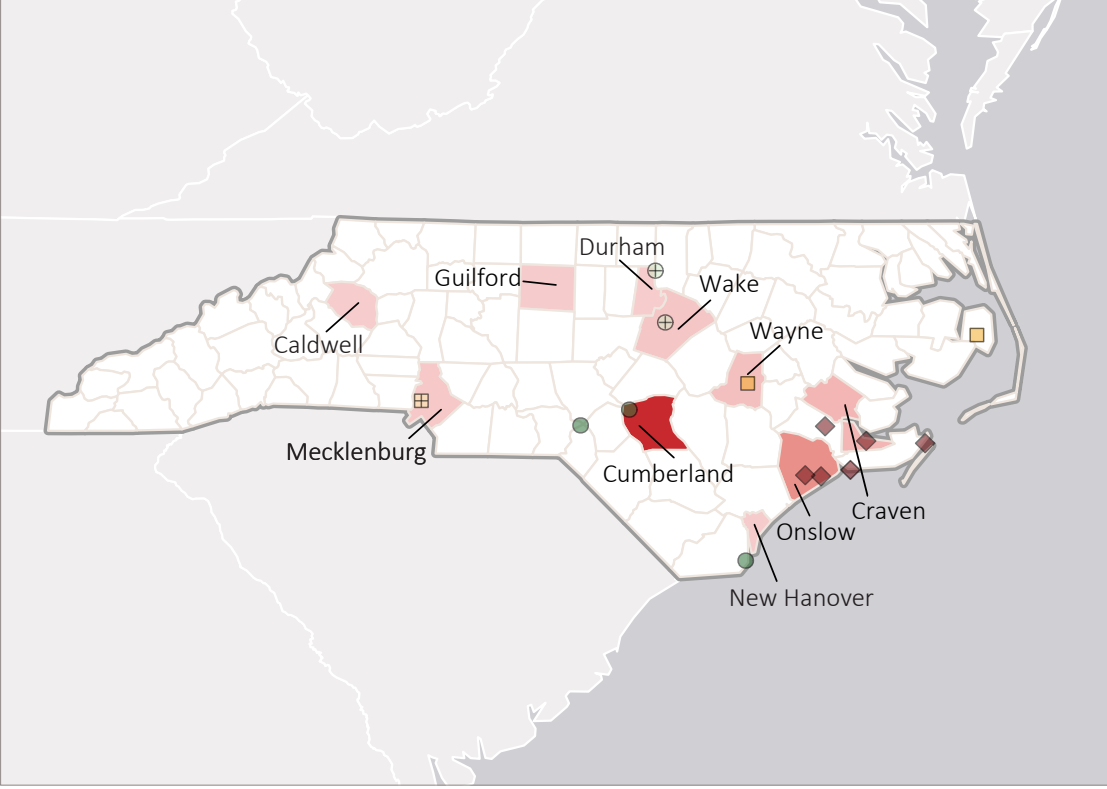 Durham
Guilford
Wake
Wayne
Caldwell
Mecklenburg
Cumberland
Craven
Onslow
New Hanover